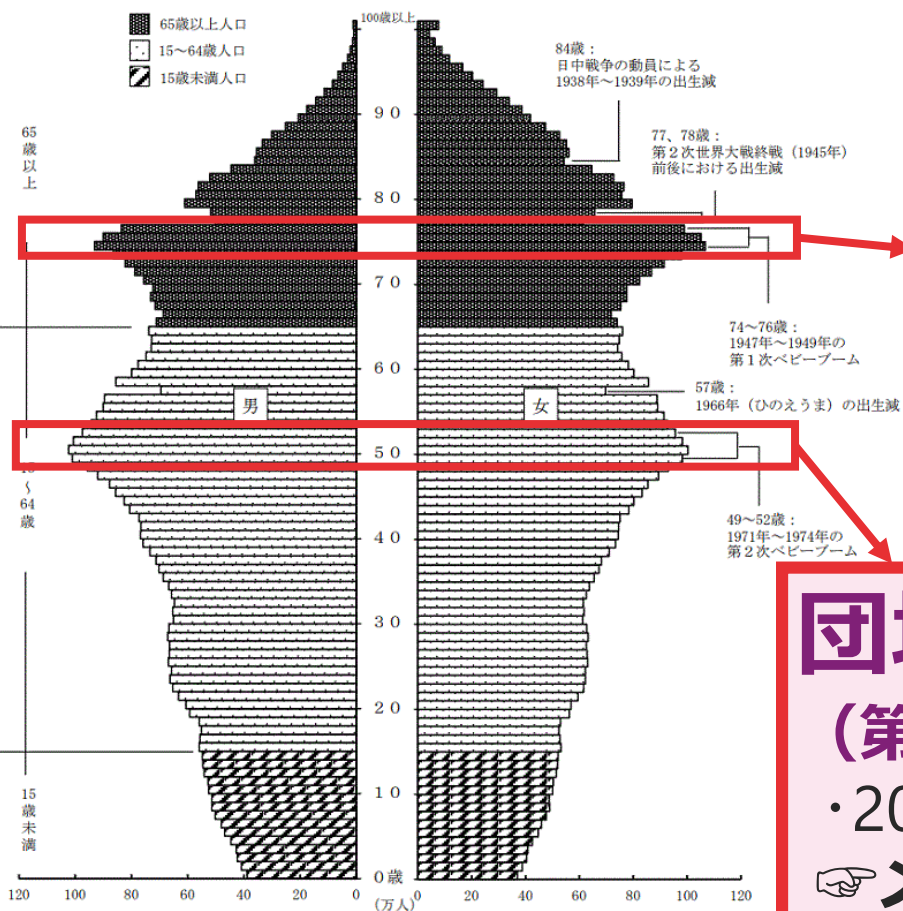 65歳以上人口
15～64歳人口
15歳未満人口
100歳以上
84歳：
日中戦争の動員による
1938年～1939年の出生減
90
77、78歳：
第２次世界大戦終戦（1945年）
前後における出生減
65歳以上
80
70
74～76歳：
1947年～1949年の
第１次ベビーブーム
60
57歳：
1966年（ひのえうま）の出生減
男
女
50
～64歳
49～52歳：
1971年～1974年の
第２次ベビーブーム
40
30
団
20
（第
15歳未満
10
・20
0歳
☞
120 100 80 60 40 20 0 (万人) 0 20 40 60 80 100 120